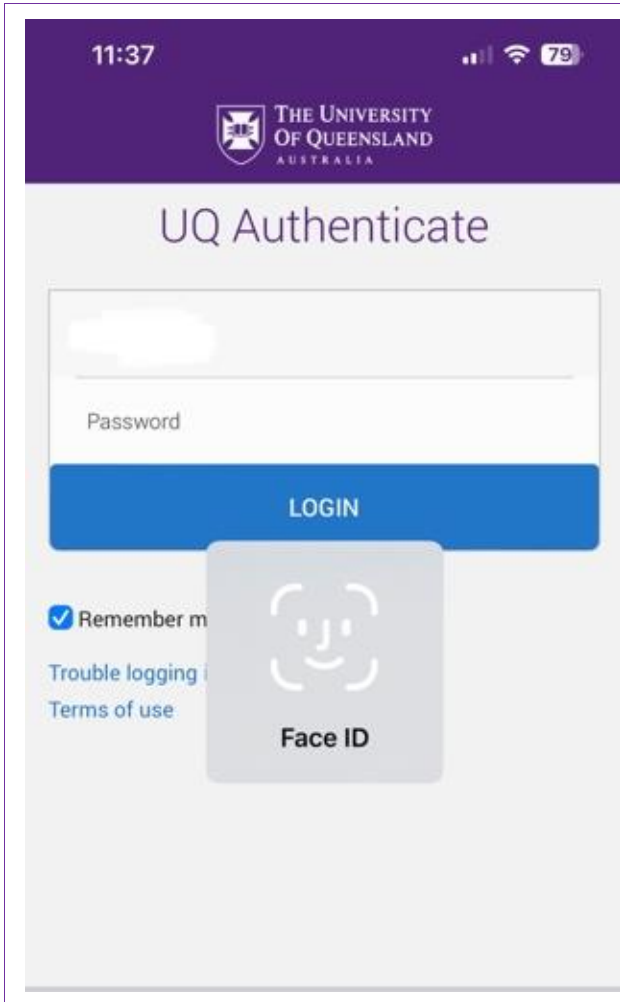 11:37
79
THE UNIVERSITY
OF QUEENSLAND
AUSTRALIA
UQ Authenticate
Password
LOGIN
Remember m
Trouble logging i
Terms of use
Face ID